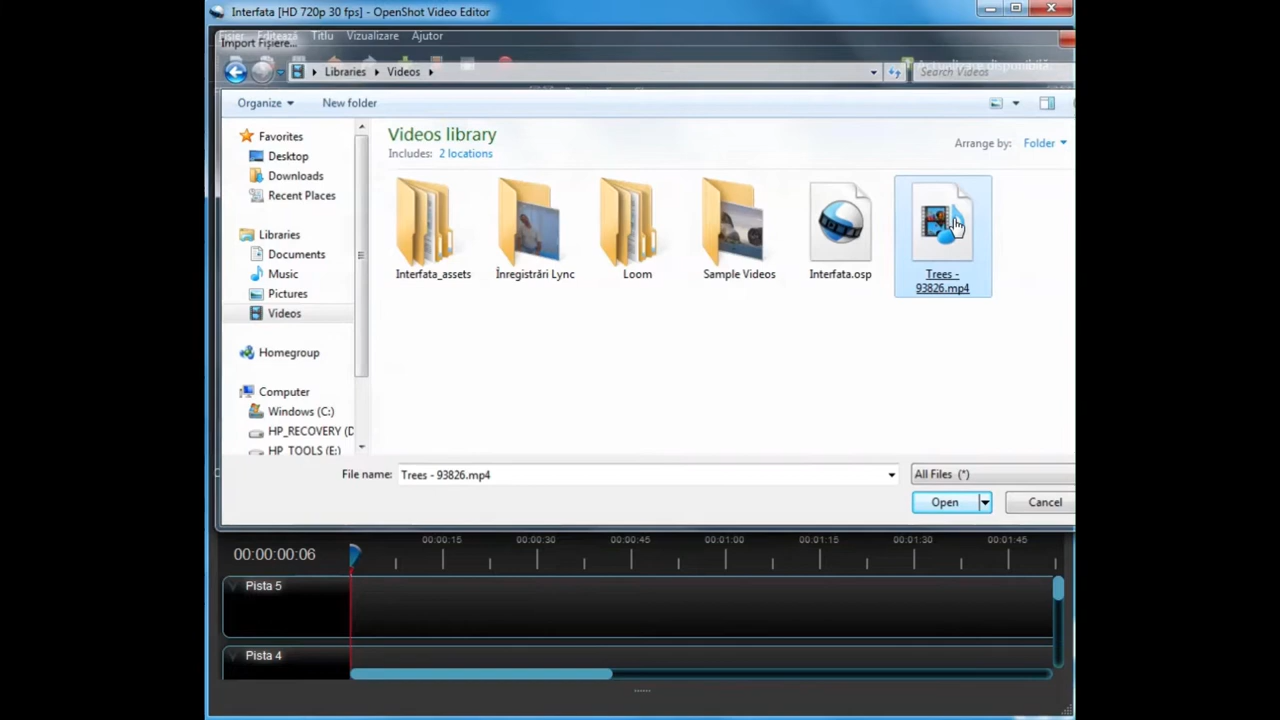 Interfata [HD 720p 30 fps] - OpenShot Video Editor
Fișier Editează Titlu Vizualizare Ajutor
Import Fișiere...
Libraries Videos
Search Videos
Organize New folder
Favorites
Desktop
Downloads
Recent Places
Libraries
Documents
Music
Pictures
Videos
Homegroup
Computer
Windows (C:)
HP_RECOVERY (D
HP_TOOLS (E:)
Videos library
Includes: 2 locations
Arrange by: Folder
Interfata_assets
Înregistrări Lync
Loom
Sample Videos
Interfata.osp
Trees -
93826.mp4
File name: Trees - 93826.mp4
All Files (*)
Open
Cancel
00:00:00:06
00:00:15 00:00:30 00:00:45 00:01:00 00:01:15 00:01:30 00:01:45
Pista 5
Pista 4